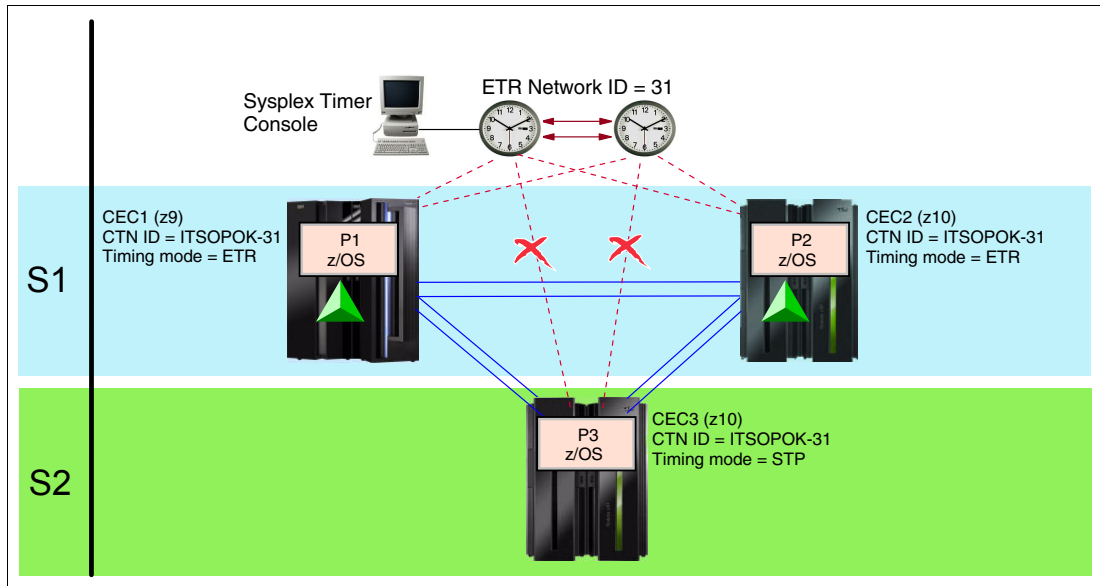 ETR Network ID = 31
Sysplex Timer
Console
CEC1 (z9)
CTN ID = ITSOPOK-31
Timing mode = ETR
P1
z/OS
P2
z/OS
CEC2 (z10)
CTN ID = ITSOPOK-31
Timing mode = ETR
S1
P3
z/OS
CEC3 (z10)
CTN ID = ITSOPOK-31
Timing mode = STP
S2